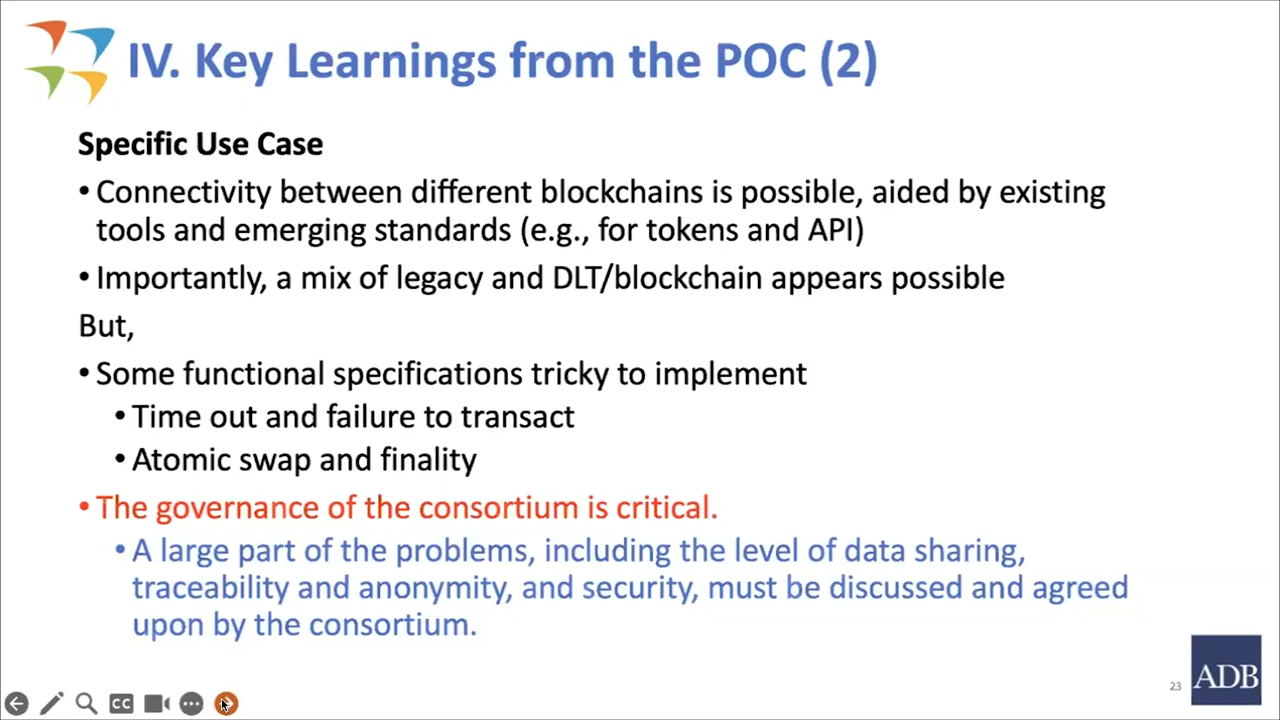 IV. Key Learnings from the POC (2)
Specific Use Case
• Connectivity between different blockchains is possible, aided by existing
tools and emerging standards (e.g., for tokens and API)
• Importantly, a mix of legacy and DLT/blockchain appears possible
But,
• Some functional specifications tricky to implement
• Time out and failure to transact
• Atomic swap and finality
• The governance of the consortium is critical.
• A large part of the problems, including the level of data sharing,
traceability and anonymity, and security, must be discussed and agreed
upon by the consortium.
23
ADB
CC